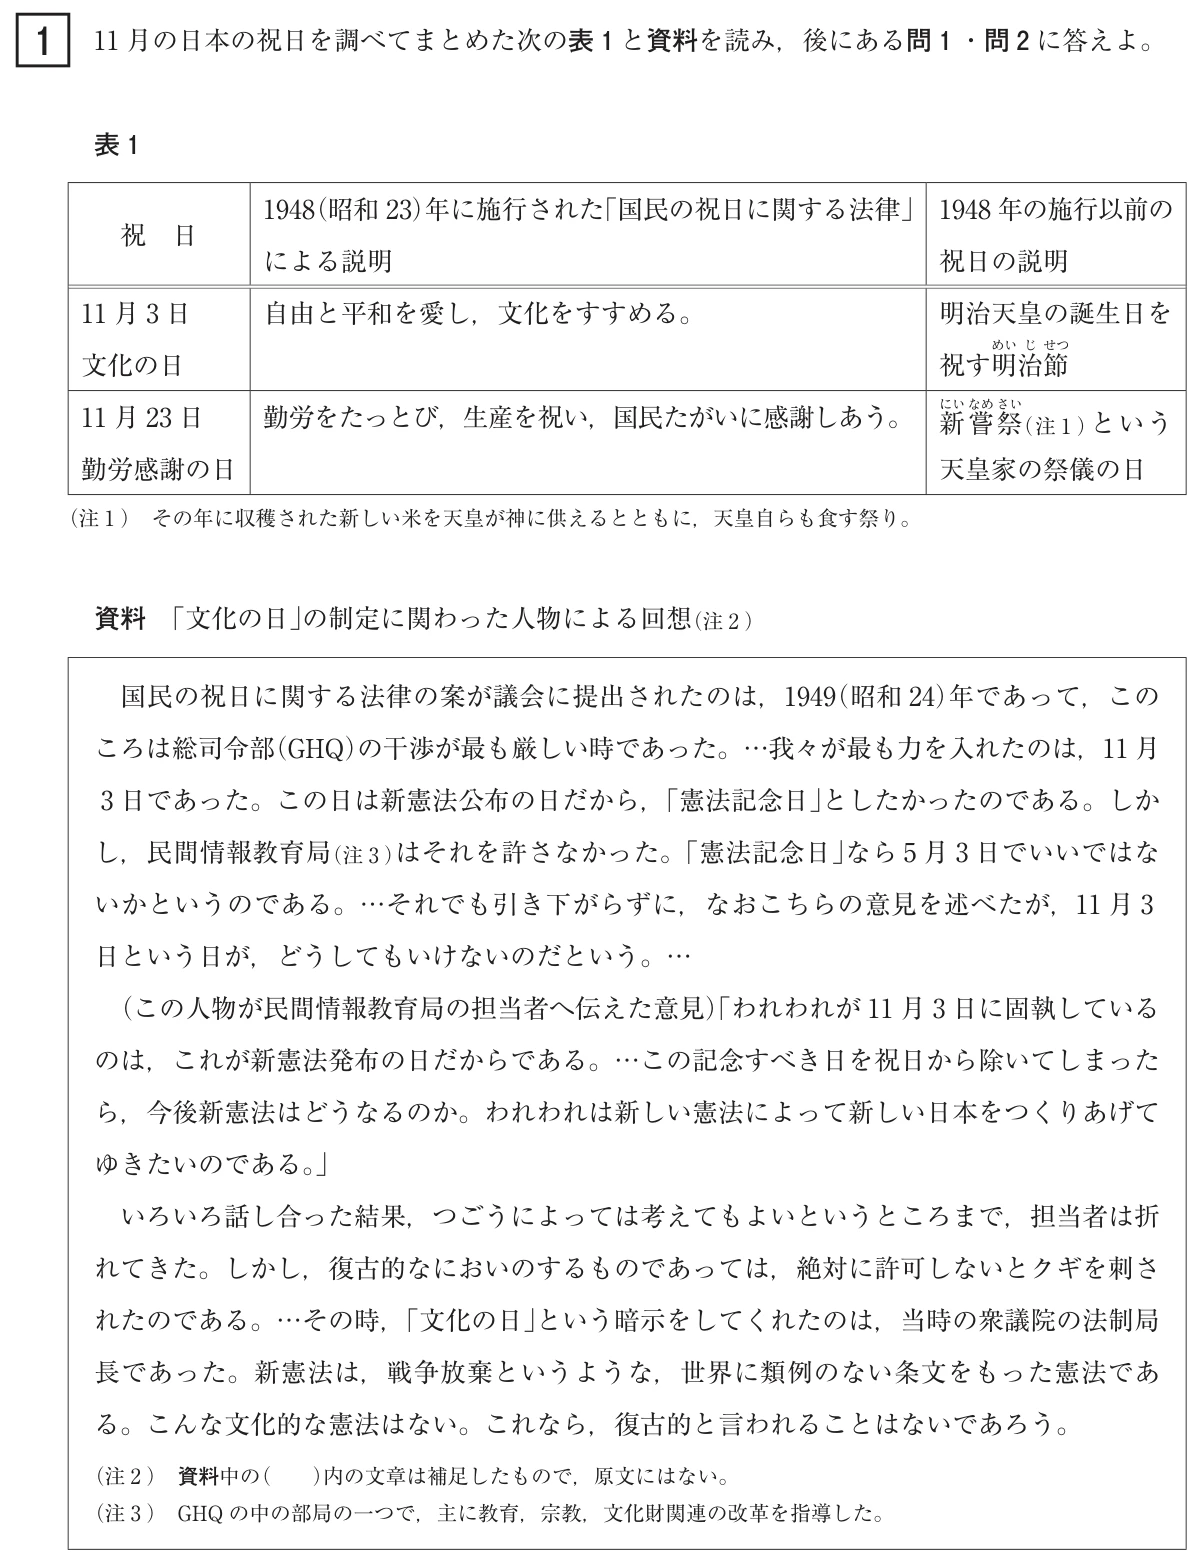 1 11月の日本の祝日を調べてまとめた次の表1と資料を読み，後にある問1・問2に答えよ。
表1
祝　日
1948(昭和23)年に施行された「国民の祝日に関する法律」
による説明
1948年の施行以前の
祝日の説明
11月3日
文化の日
自由と平和を愛し，文化をすすめる。
明治天皇の誕生日を
めい じ せつ
祝す明治節
11月23日
勤労感謝の日
勤労をたっとび，生産を祝い，国民たがいに感謝しあう。
にいなめさい
新嘗祭(注1)という
天皇家の祭儀の日
(注1)　その年に収穫された新しい米を天皇が神に供えるとともに，天皇自らも食す祭り。
資料　「文化の日」の制定に関わった人物による回想(注2)
国民の祝日に関する法律の案が議会に提出されたのは，1949(昭和24)年であって，この
ころは総司令部(GHQ)の干渉が最も厳しい時であった。…我々が最も力を入れたのは，11月
3日であった。この日は新憲法公布の日だから，「憲法記念日」としたかったのである。しか
し，民間情報教育局(注3)はそれを許さなかった。「憲法記念日」なら5月3日でいいではな
いかというのである。…それでも引き下がらずに，なおこちらの意見を述べたが，11月3
日という日が，どうしてもいけないのだという。…
(この人物が民間情報教育局の担当者へ伝えた意見)「われわれが11月3日に固執している
のは，これが新憲法発布の日だからである。…この記念すべき日を祝日から除いてしまった
ら，今後新憲法はどうなるのか。われわれは新しい憲法によって新しい日本をつくりあげて
ゆきたいのである。」
いろいろ話し合った結果，つごうによっては考えてもよいというところまで，担当者は折
れてきた。しかし，復古的なにおいのするものであっては，絶対に許可しないとクギを刺さ
れたのである。…その時，「文化の日」という暗示をしてくれたのは，当時の衆議院の法制局
長であった。新憲法は，戦争放棄というような，世界に類例のない条文をもった憲法であ
る。こんな文化的な憲法はない。これなら，復古的と言われることはないであろう。
(注2)　資料中の(　　)内の文章は補足したもので，原文にはない。
(注3)　GHQの中の部局の一つで，主に教育，宗教，文化財関連の改革を指導した。